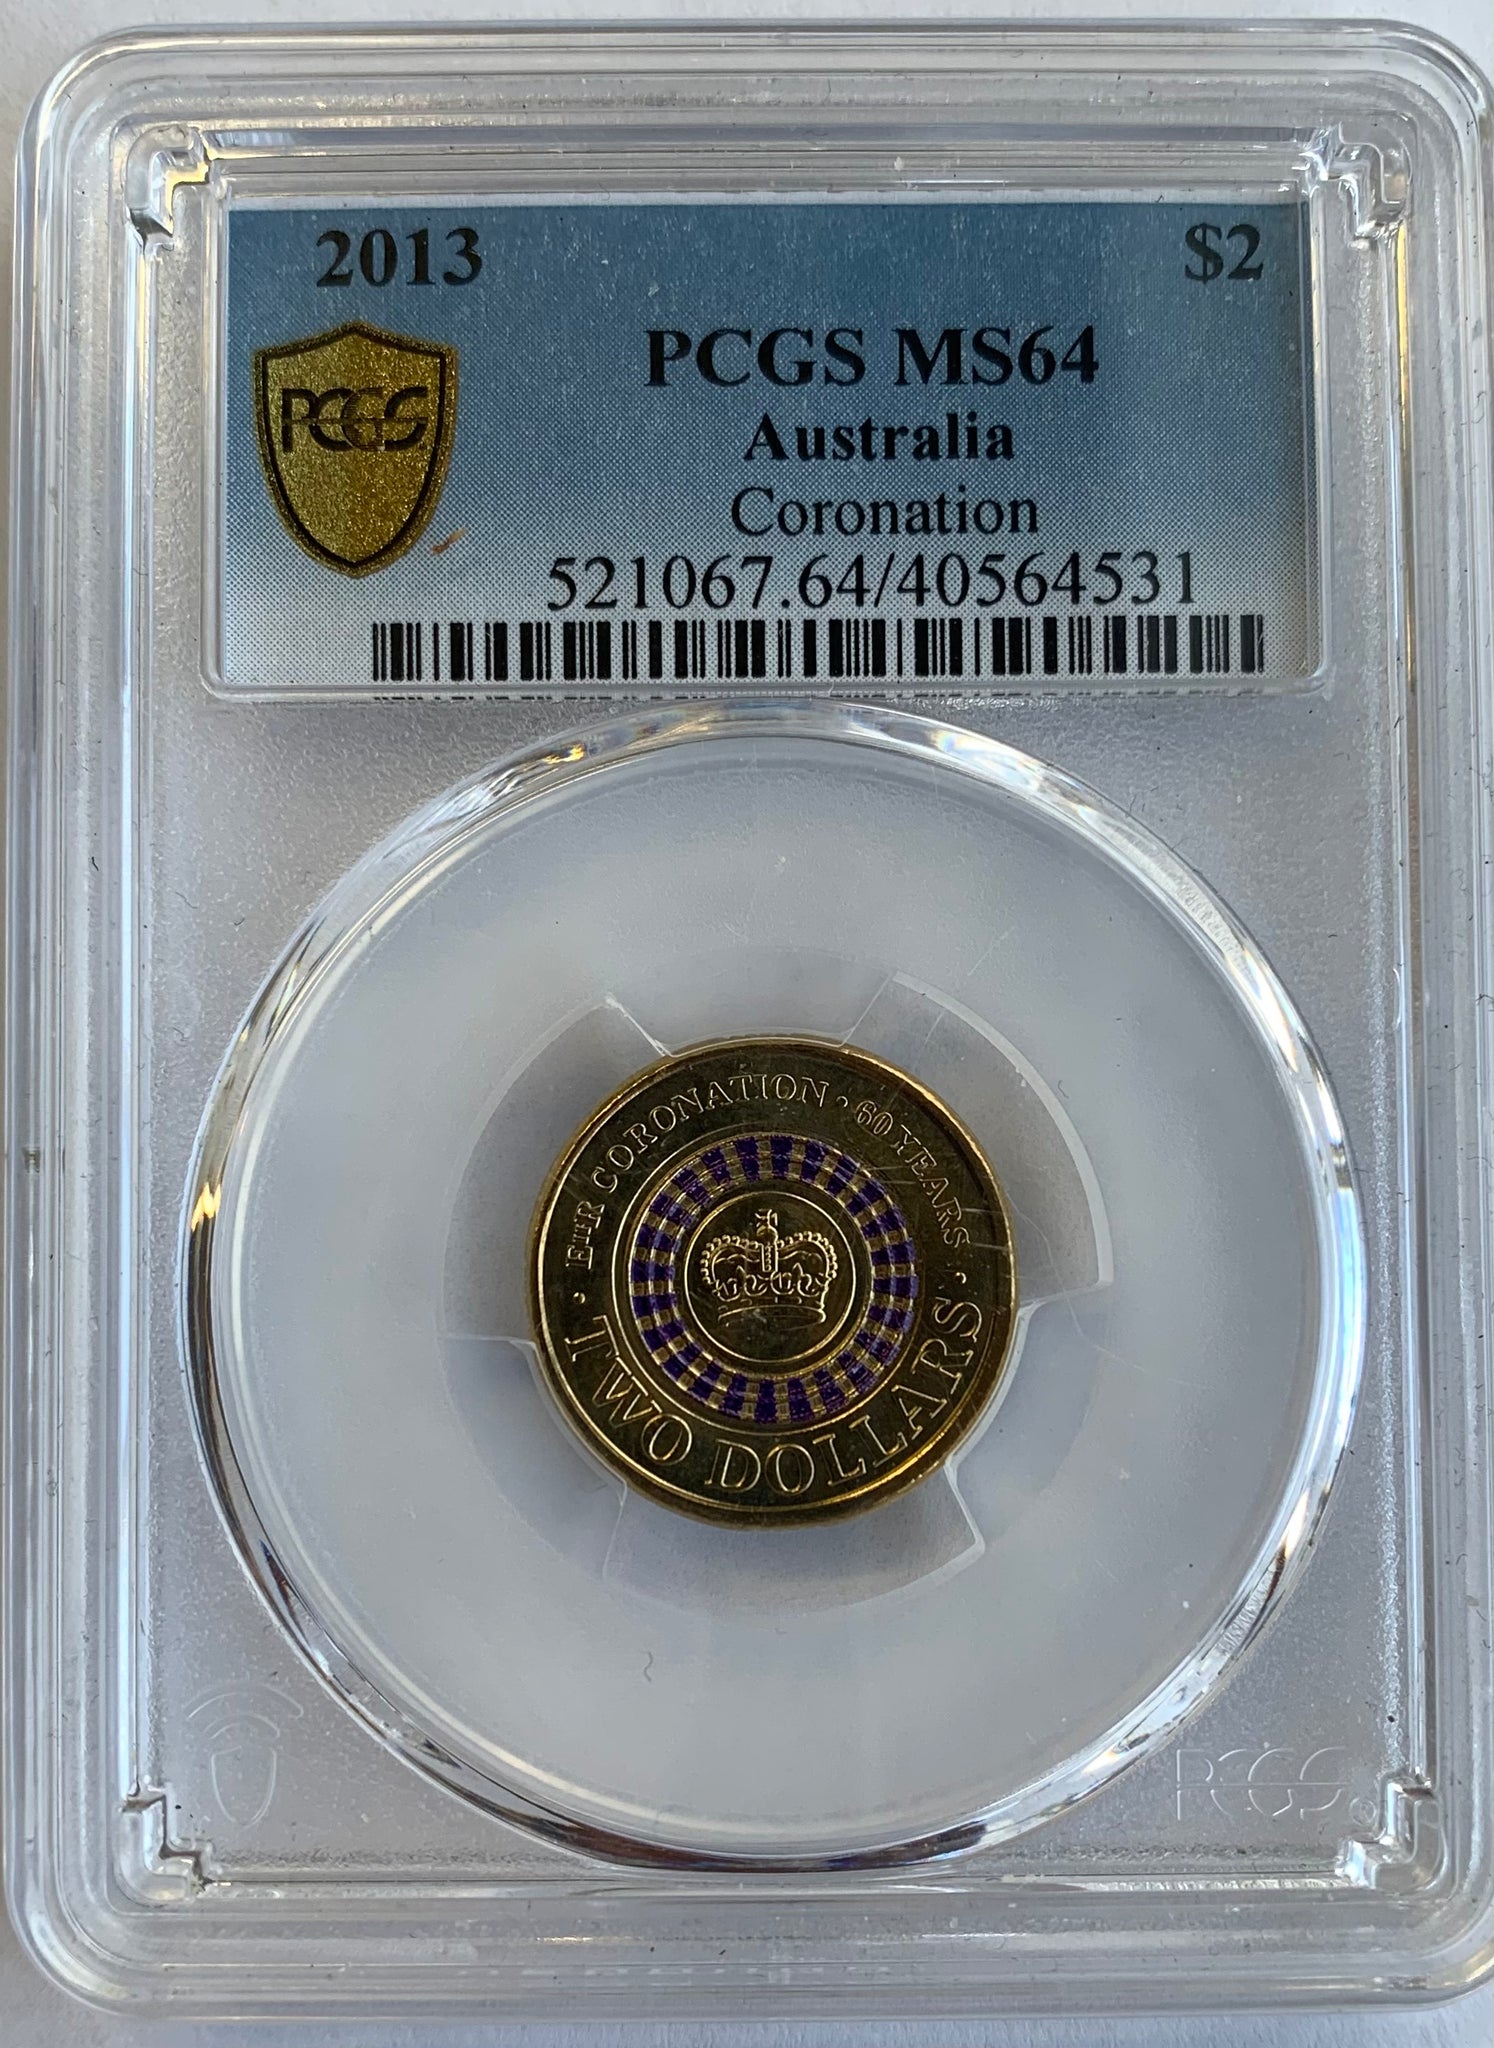 2013 $2
PCGS
PCGS MS64
Australia
Coronation
521067.64/40564531
· EIIR CORONATION · 60 YEARS ·
TWO DOLLARS
PCGS